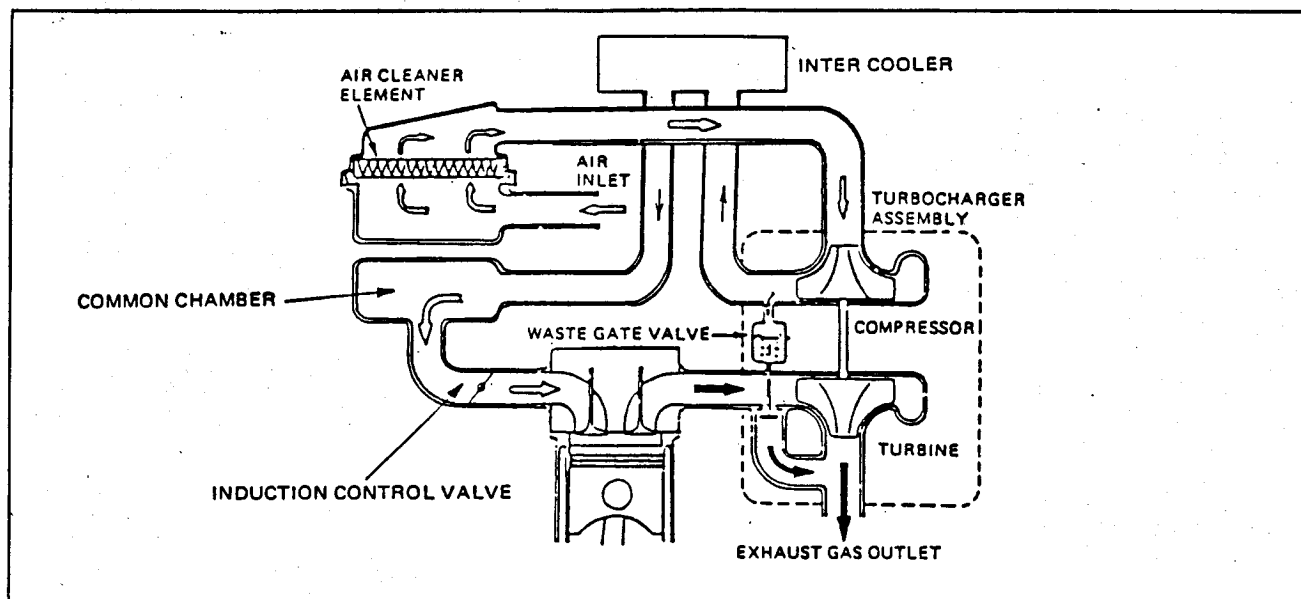 INTER COOLER
AIR CLEANER
ELEMENT
AIR
INLET
TURBOCHARGER
ASSEMBLY
COMMON CHAMBER
WASTE GATE VALVE
COMPRESSOR
TURBINE
INDUCTION CONTROL VALVE
EXHAUST GAS OUTLET